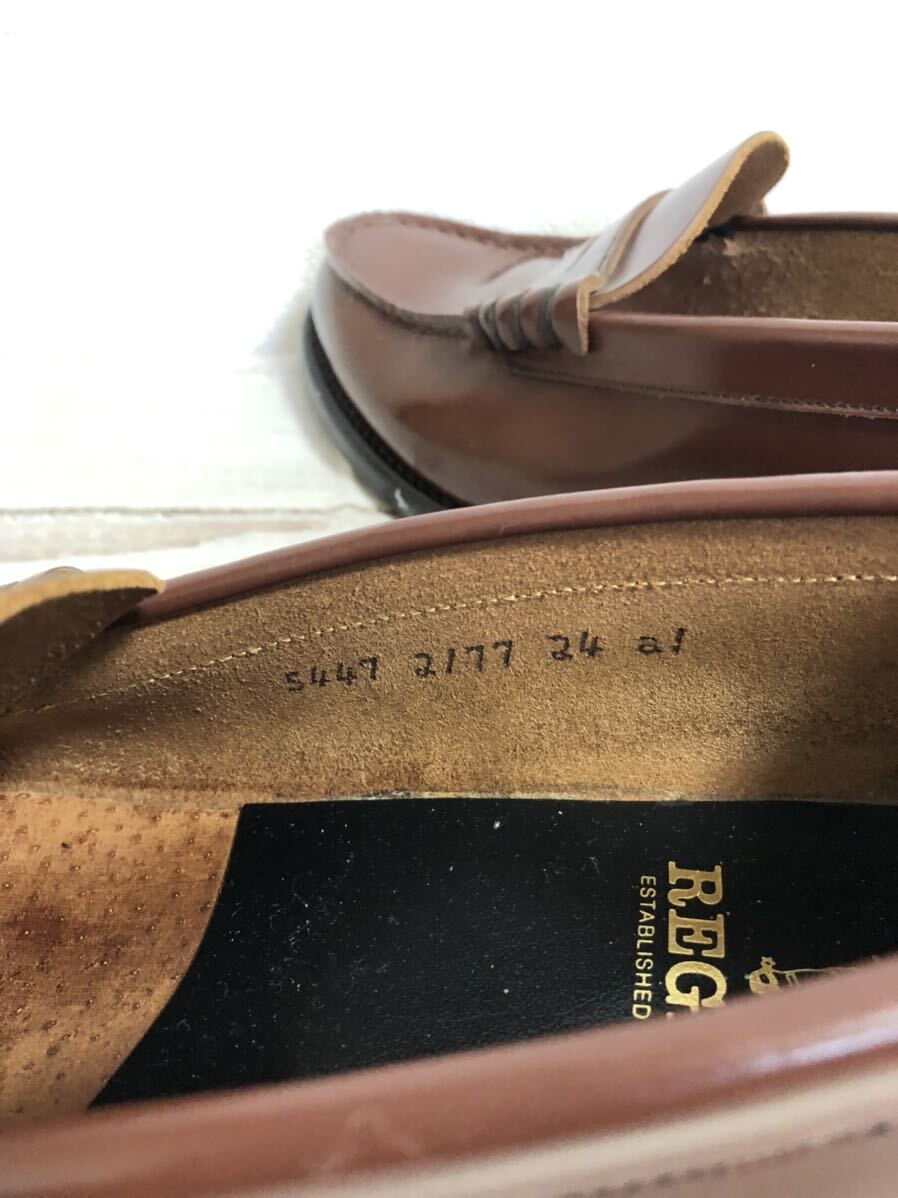 5447 2177 24 a1
REG
ESTABLISHED